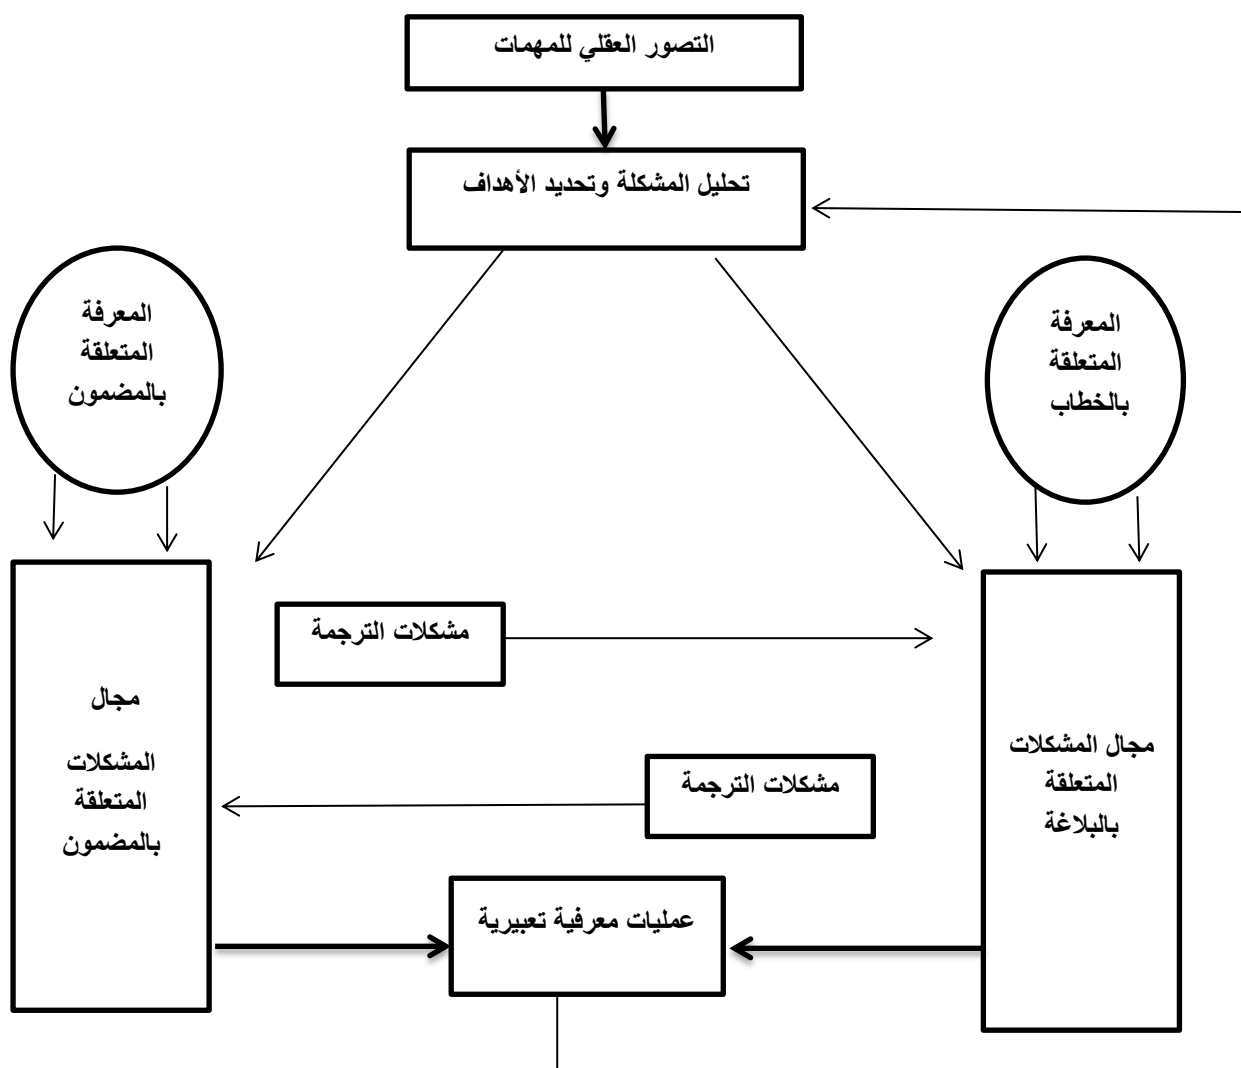 التصور العقلي للمهمات
تحليل المشكلة وتحديد الأهداف
المعرفة
المتعلقة
بالخطاب
المعرفة
المتعلقة
بالمضمون
مشكلات الترجمة
مجال المشكلات
المتعلقة
بالبلاغة
مجال
المشكلات
المتعلقة
بالمضمون
مشكلات الترجمة
عمليات معرفية تعبيرية